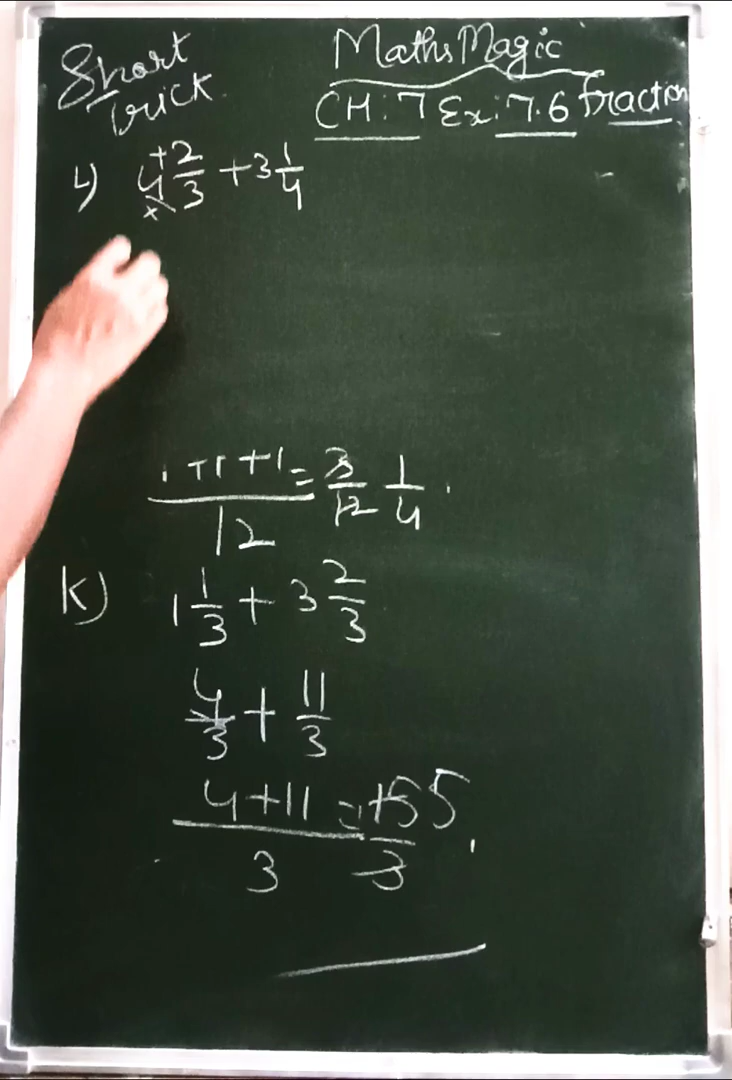 Short trick
Maths Magic
CH: 7 Ex: 7.6 fraction
l) 4 2/3 + 3 1/4
+
×
1+1+1/12 = 3/12 1/4
k) 1 1/3 + 3 2/3
4/3 + 11/3
4+11/3 = 15/3 5